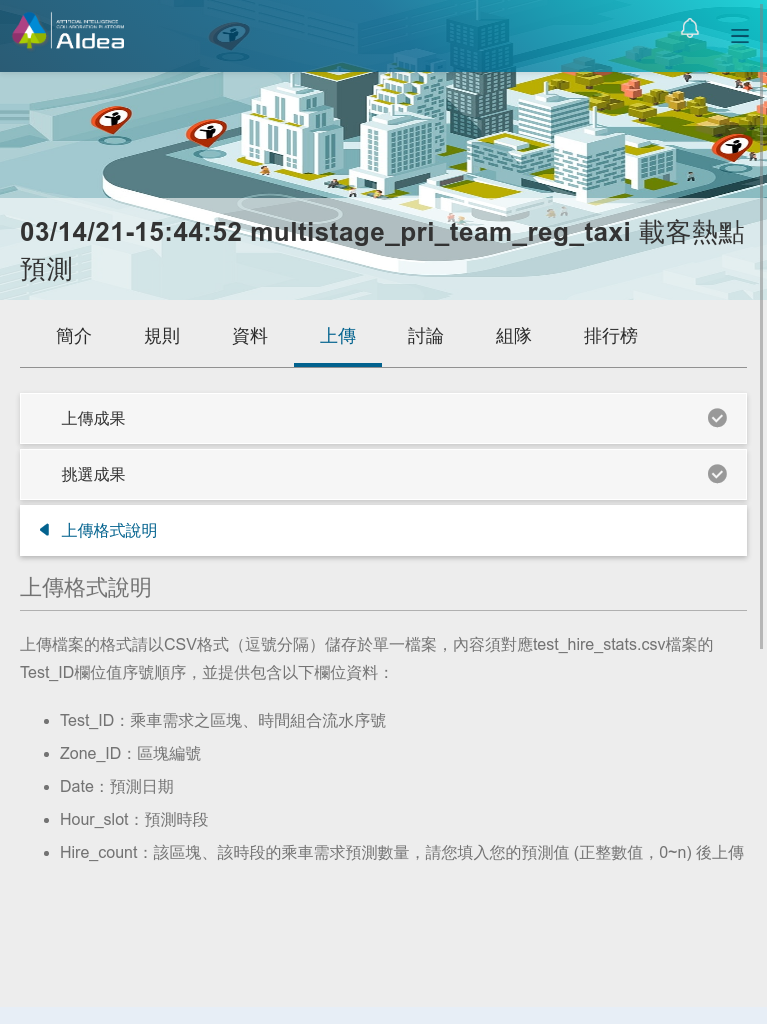 ARTIFICIAL INTELLIGENCE
COLLABORATION PLATFORM
AIdea
03/14/21-15:44:52 multistage_pri_team_reg_taxi 載客熱點
預測
簡介 規則 資料 上傳 討論 組隊 排行榜
上傳成果
挑選成果
上傳格式說明
上傳格式說明
上傳檔案的格式請以CSV格式（逗號分隔）儲存於單一檔案，內容須對應test_hire_stats.csv檔案的
Test_ID欄位值序號順序，並提供包含以下欄位資料：
Test_ID：乘車需求之區塊、時間組合流水序號
Zone_ID：區塊編號
Date：預測日期
Hour_slot：預測時段
Hire_count：該區塊、該時段的乘車需求預測數量，請您填入您的預測值 (正整數值，0~n) 後上傳